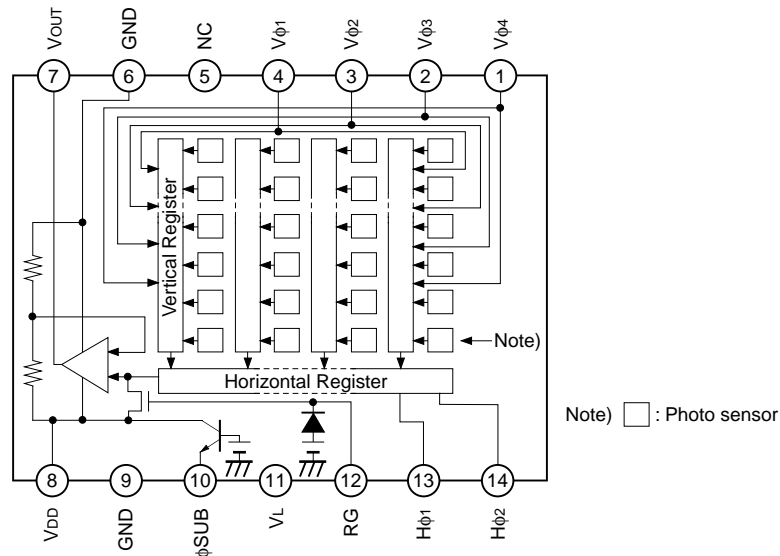 VOUT
GND
NC
Vϕ1
Vϕ2
Vϕ3
Vϕ4
7
6
5
4
3
2
1
Vertical Register
Note)
Horizontal Register
Note) : Photo sensor
8
9
10
11
12
13
14
VDD
GND
ϕSUB
VL
RG
Hϕ1
Hϕ2